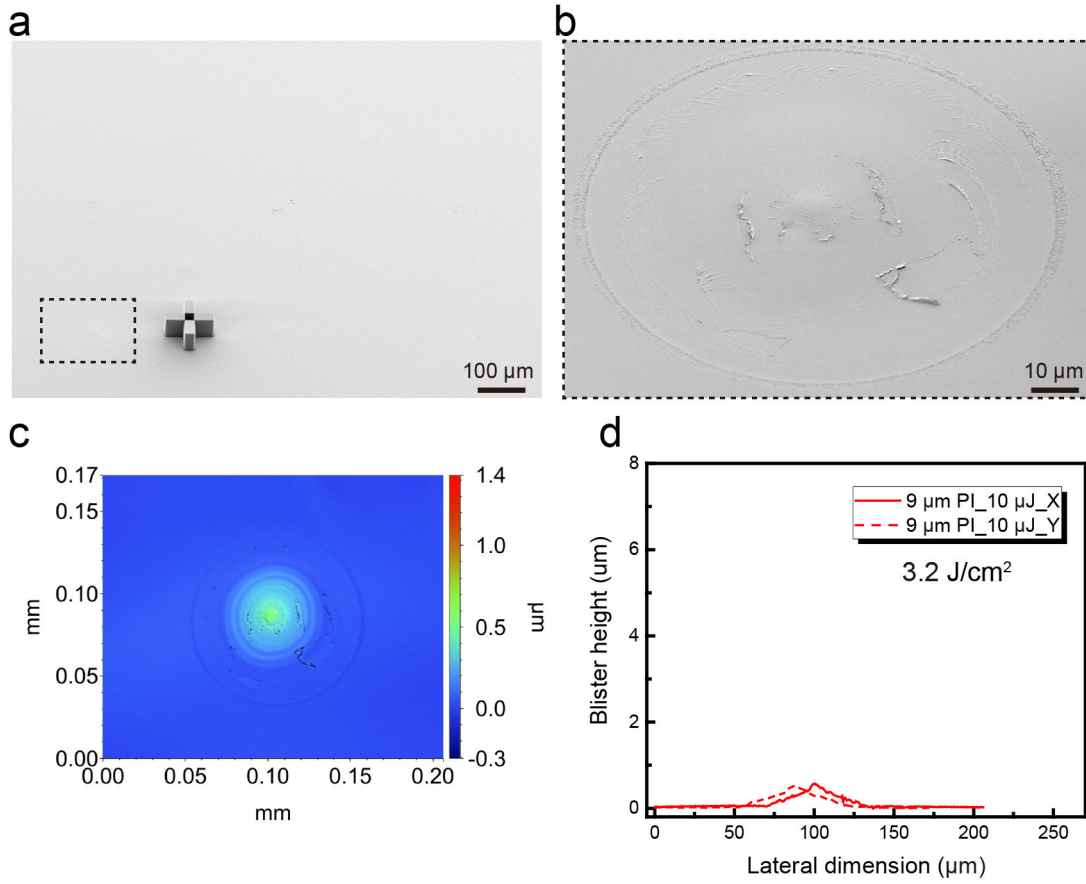 a
b
100 µm
10 µm
c
d
0.17
0.15
0.10
0.05
0.00
mm
0.00
0.05
0.10
0.15
0.20
mm
1.4
1.0
0.5
0.0
-0.3
µm
8
6
4
2
0
Blister height (um)
9 µm PI_10 µJ_X
9 µm PI_10 µJ_Y
3.2 J/cm²
0
50
100
150
200
250
Lateral dimension (µm)